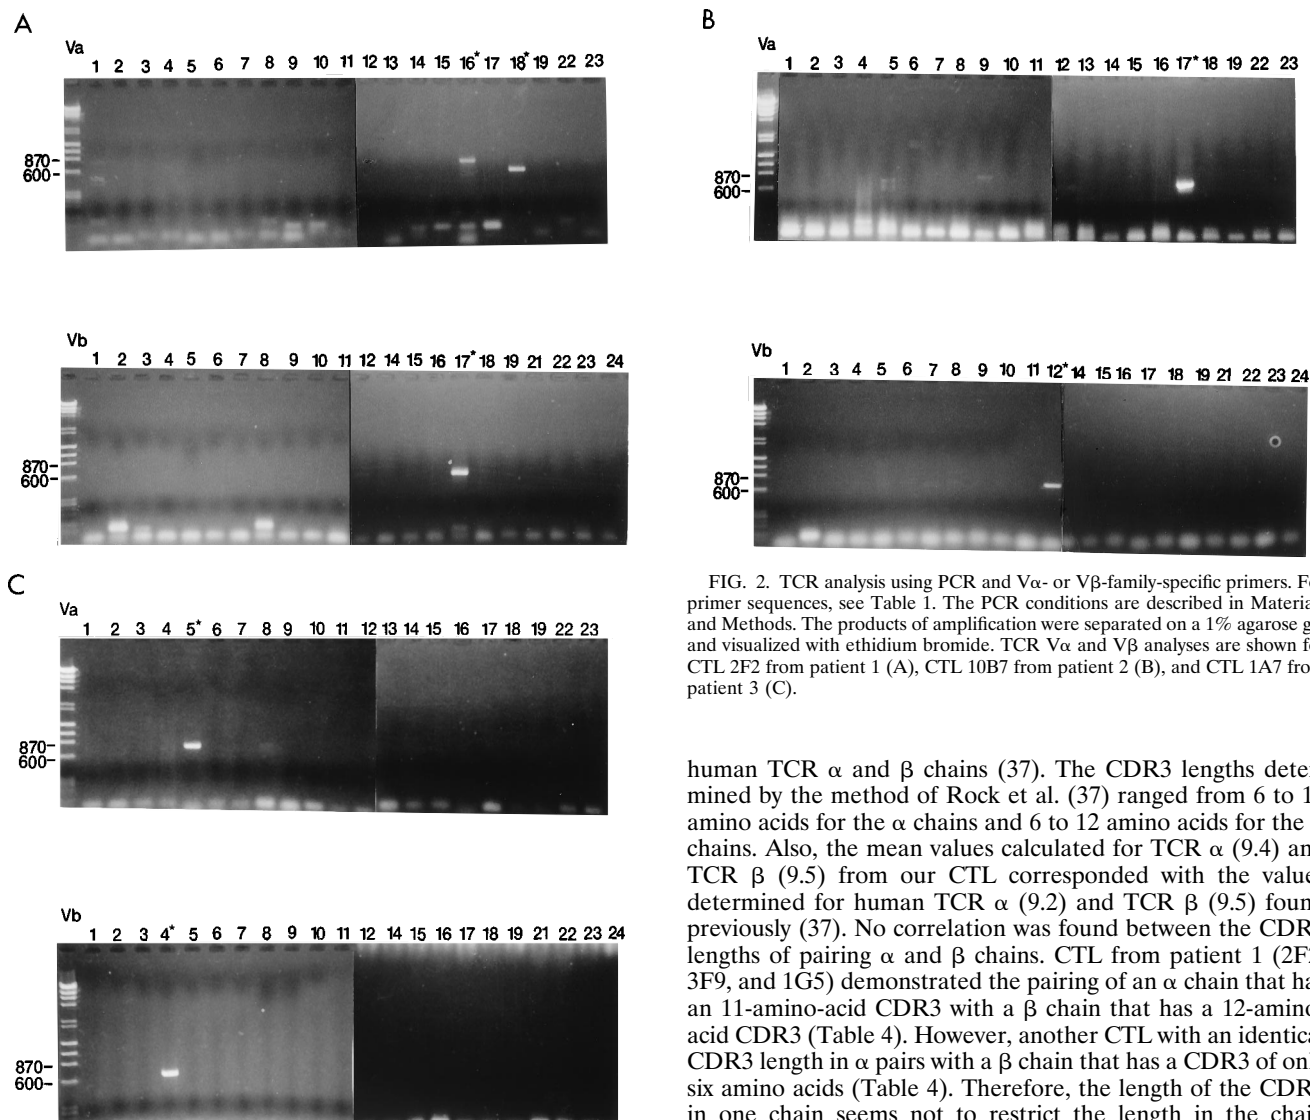 A
Va
1 2 3 4 5 6 7 8 9 10 11 12 13 14 15 16* 17 18* 19 22 23
870
600
Vb
1 2 3 4 5 6 7 8 9 10 11 12 14 15 16 17* 18 19 21 22 23 24
870
600
B
Va
1 2 3 4 5 6 7 8 9 10 11 12 13 14 15 16 17* 18 19 22 23
870
600
Vb
1 2 3 4 5 6 7 8 9 10 11 12* 14 15 16 17 18 19 21 22 23 24
870
600
C
Va
1 2 3 4 5* 6 7 8 9 10 11 12 13 14 15 16 17 18 19 22 23
870
600
Vb
1 2 3 4* 5 6 7 8 9 10 11 12 14 15 16 17 18 19 21 22 23 24
870
600
FIG. 2. TCR analysis using PCR and Vα- or Vβ-family-specific primers.
primer sequences, see Table 1. The PCR conditions are described in
and Methods. The products of amplification were separated on a 1% agarose
and visualized with ethidium bromide. TCR Vα and Vβ analyses are shown
CTL 2F2 from patient 1 (A), CTL 10B7 from patient 2 (B), and CTL 1A7
patient 3 (C).
human TCR α and β chains (37). The CDR3 lengths deter
mined by the method of Rock et al. (37) ranged from 6 to
amino acids for the α chains and 6 to 12 amino acids for the
chains. Also, the mean values calculated for TCR α (9.4)
TCR β (9.5) from our CTL corresponded with the
determined for human TCR α (9.2) and TCR β (9.5)
previously (37). No correlation was found between the
lengths of pairing α and β chains. CTL from patient 1
3F9, and 1G5) demonstrated the pairing of an α chain that
an 11-amino-acid CDR3 with a β chain that has a 12-amino
acid CDR3 (Table 4). However, another CTL with an
CDR3 length in α pairs with a β chain that has a CDR3 of
six amino acids (Table 4). Therefore, the length of the
in one chain seems not to restrict the length in the